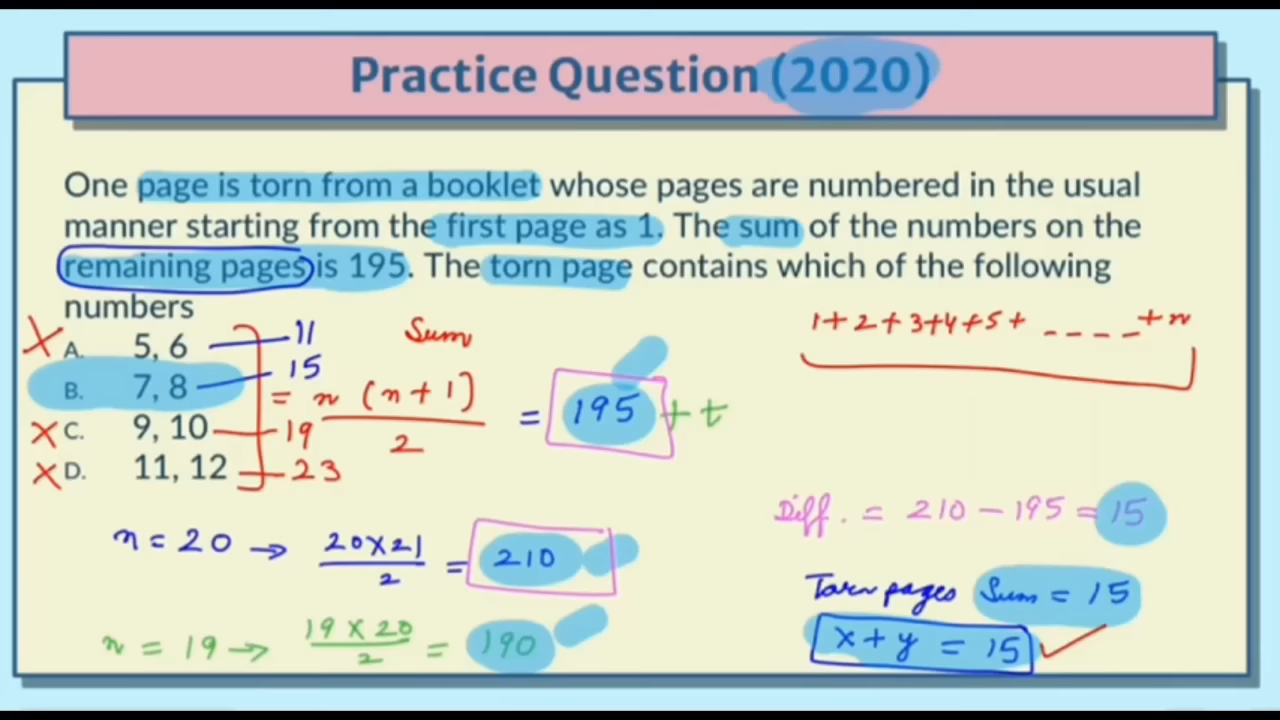 Practice Question (2020)
One page is torn from a booklet whose pages are numbered in the usual
manner starting from the first page as 1. The sum of the numbers on the
remaining pages is 195. The torn page contains which of the following
numbers
A. 5, 6
B. 7, 8
C. 9, 10
D. 11, 12
11
15
19
23
Sum
= n (n + 1)
2
= 195 + t
1 + 2 + 3 + 4 + 5 + - - - - + n
n = 20 → 20 × 21
2
= 210
n = 19 → 19 × 20
2
= 190
Diff. = 210 - 195 = 15
Torn pages Sum = 15
x + y = 15